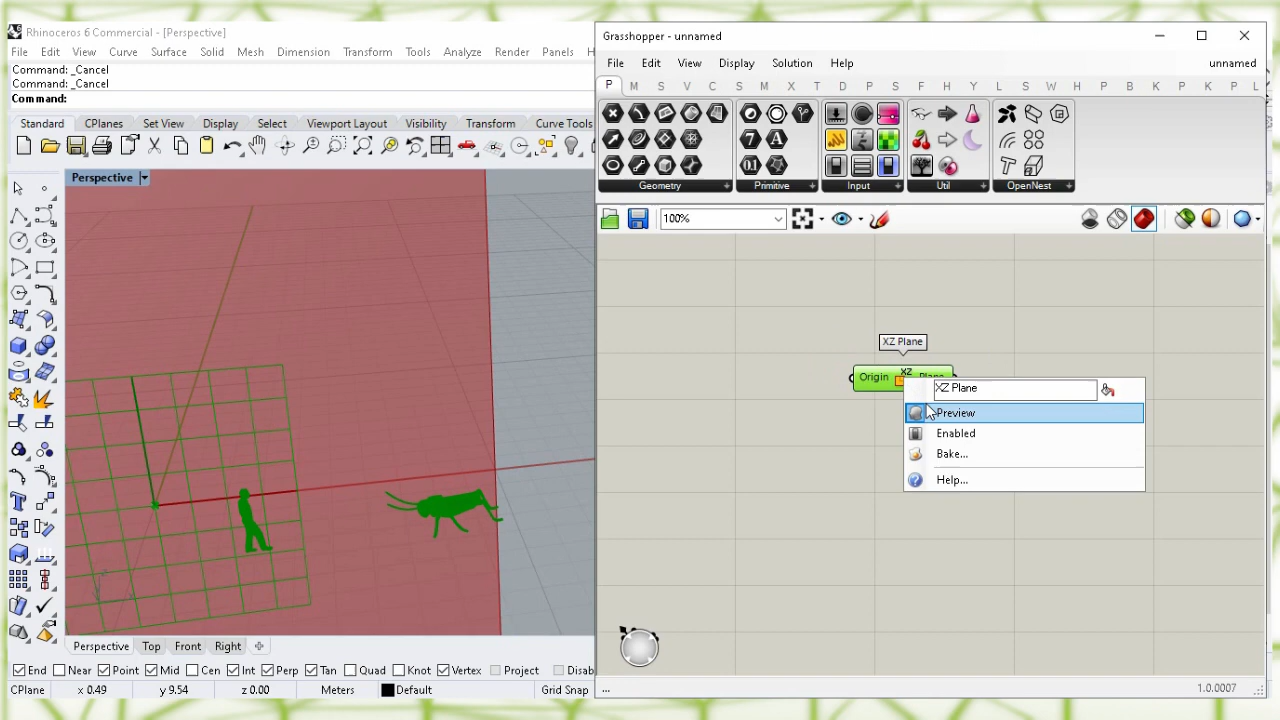 Rhinoceros 6 Commercial - [Perspective]
File Edit View Curve Surface Solid Mesh Dimension Transform Tools Analyze Render Panels H
Command: _Cancel
Command: _Cancel
Command:
Standard CPlanes Set View Display Select Viewport Layout Visibility Transform Curve Tools
Perspective
Perspective Top Front Right
End Near Point Mid Cen Int Perp Tan Quad Knot Vertex Project Disab
CPlane x 0.49 y 9.54 z 0.00 Meters Default Grid Snap
Grasshopper - unnamed
File Edit View Display Solution Help unnamed
P M S V C S M X T D P S F H Y L S W R H P B K P L
Geometry Primitive Input Util OpenNest
100%
XZ Plane
Origin XZ Plane
XZ Plane
Preview
Enabled
Bake...
Help...
... 1.0.0007